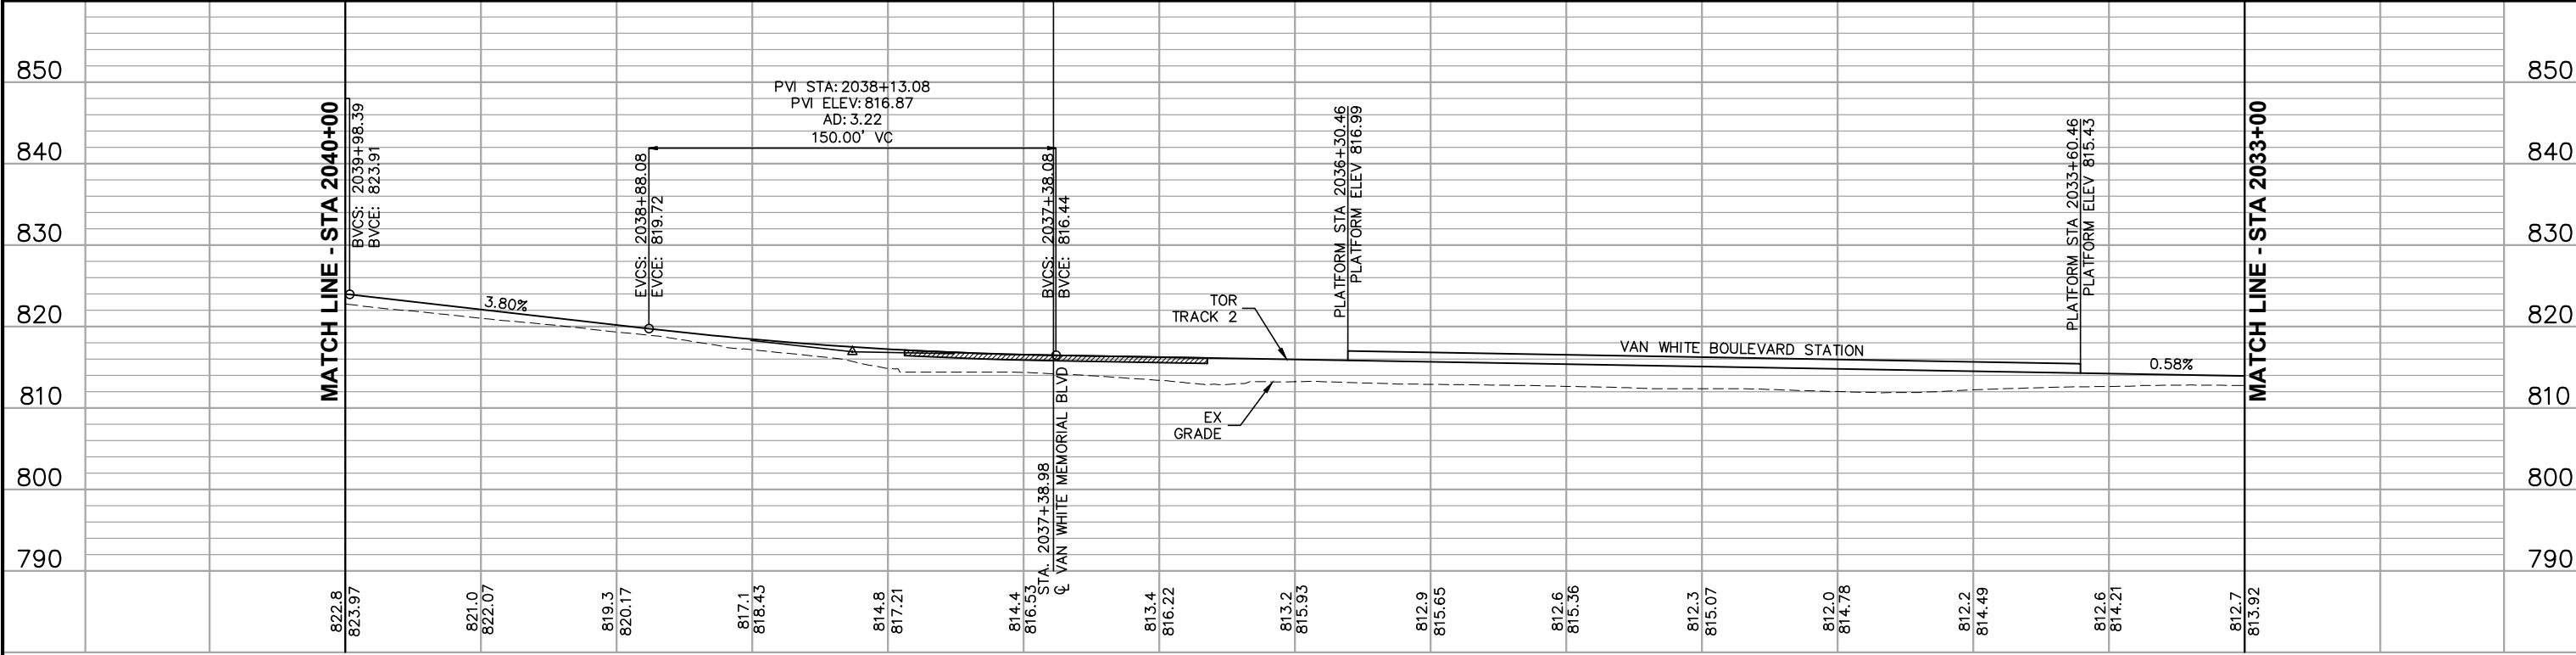 850
840
830
820
810
800
790
MATCH LINE - STA 2040+00
BVCS: 2039+98.39
BVCE: 823.91
3.80%
EVCS: 2038+88.08
EVCE: 819.72
PVI STA: 2038+13.08
PVI ELEV: 816.87
AD: 3.22
150.00' VC
BVCS: 2037+38.08
BVCE: 816.44
STA. 2037+38.98
℄ VAN WHITE MEMORIAL BLVD
TOR
TRACK 2
EX
GRADE
PLATFORM STA 2036+30.46
PLATFORM ELEV 816.99
VAN WHITE BOULEVARD STATION
PLATFORM STA 2033+60.46
PLATFORM ELEV 815.43
0.58%
MATCH LINE - STA 2033+00
850
840
830
820
810
800
790
822.8
823.97
821.0
822.07
819.3
820.17
817.1
818.43
814.8
817.21
814.4
816.53
813.4
816.22
813.2
815.93
812.9
815.65
812.6
815.36
812.3
815.07
812.0
814.78
812.2
814.49
812.6
814.21
812.7
813.92